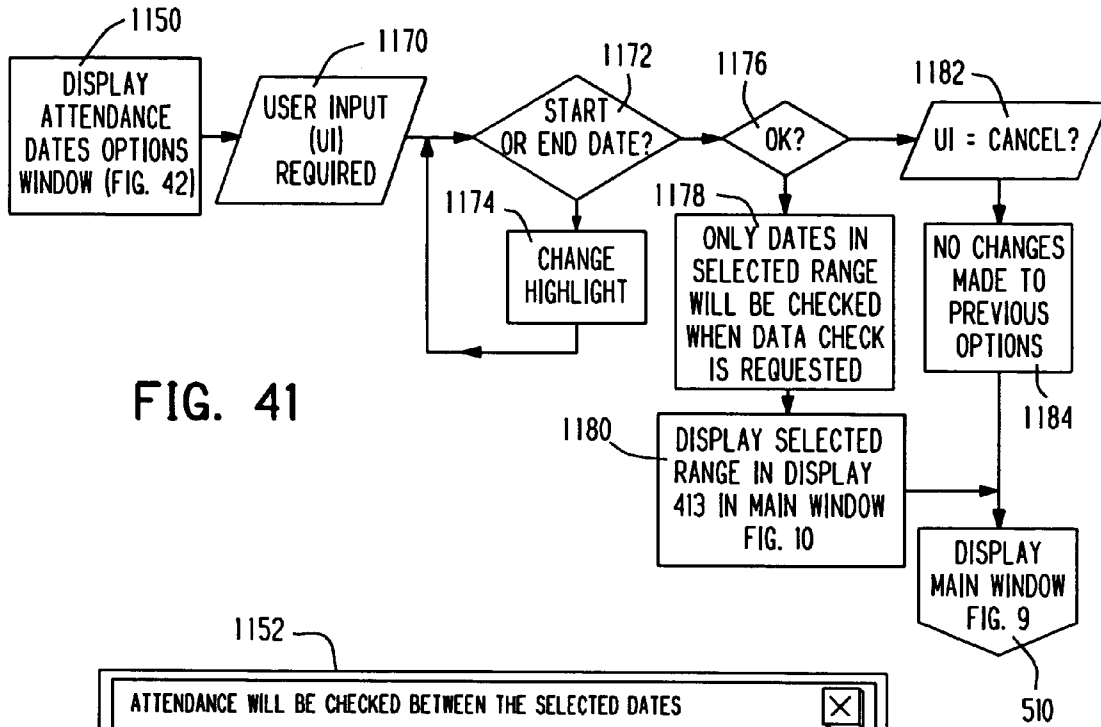 1150
DISPLAY
ATTENDANCE
DATES OPTIONS
WINDOW (FIG. 42)
1170
USER INPUT
(UI)
REQUIRED
1172
START
OR END DATE?
1174
CHANGE
HIGHLIGHT
1176
OK?
1178
ONLY DATES IN
SELECTED RANGE
WILL BE CHECKED
WHEN DATA CHECK
IS REQUESTED
1180
DISPLAY SELECTED
RANGE IN DISPLAY
413 IN MAIN WINDOW
FIG. 10
1182
UI = CANCEL?
NO CHANGES
MADE TO
PREVIOUS
OPTIONS
1184
DISPLAY
MAIN WINDOW
FIG. 9
510
FIG. 41
1152
ATTENDANCE WILL BE CHECKED BETWEEN THE SELECTED DATES